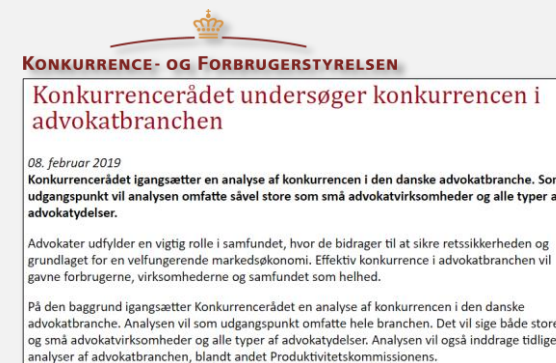 KONKURRENCE- OG FORBRUGERSTYRELSEN
Konkurrencerådet undersøger konkurrencen i
advokatbranchen
08. februar 2019
Konkurrencerådet igangsætter en analyse af konkurrencen i den danske advokatbranche.
udgangspunkt vil analysen omfatte såvel store som små advokatvirksomheder og alle typer
advokatydelser.
Advokater udfylder en vigtig rolle i samfundet, hvor de bidrager til at sikre retssikkerheden og
grundlaget for en velfungerende markedsøkonomi. Effektiv konkurrence i advokatbranchen vil
gavne forbrugerne, virksomhederne og samfundet som helhed.
På den baggrund igangsætter Konkurrencerådet en analyse af konkurrencen i den danske
advokatbranche. Analysen vil som udgangspunkt omfatte hele branchen. Det vil sige både store
og små advokatvirksomheder og alle typer af advokatydelser. Analysen vil også inddrage
analyser af advokatbranchen, blandt andet Produktivitetskommissionens.